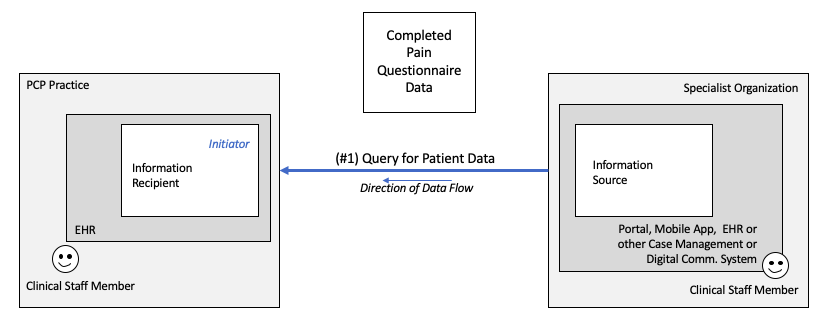 Completed
Pain
Questionnaire
Data
PCP Practice
Initiator
Information
Recipient
EHR
Clinical Staff Member
(#1) Query for Patient Data
Direction of Data Flow
Specialist Organization
Information
Source
Portal, Mobile App,  EHR or
other Case Management or
Digital Comm. System
Clinical Staff Member